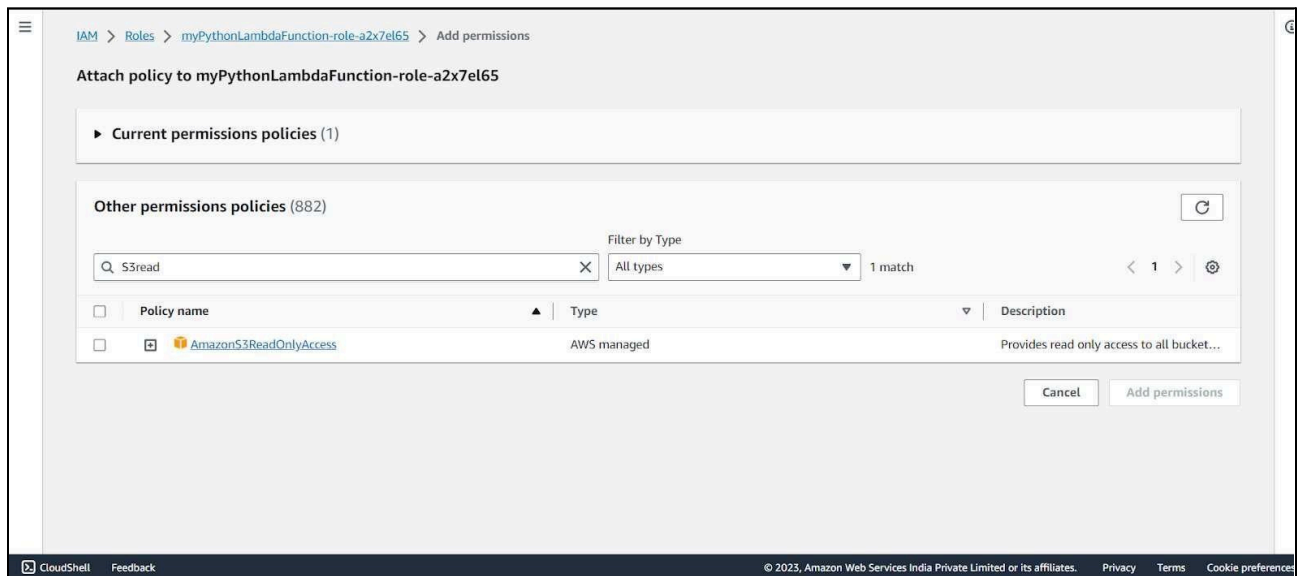 IAM > Roles > myPythonLambdaFunction-role-a2x7el65 > Add permissions
Attach policy to myPythonLambdaFunction-role-a2x7el65
Current permissions policies (1)
Other permissions policies (882)
Filter by Type
S3read All types 1 match 1
Policy name Type Description
AmazonS3ReadOnlyAccess AWS managed Provides read only access to all bucket...
Cancel Add permissions
CloudShell Feedback © 2023, Amazon Web Services India Private Limited or its affiliates. Privacy Terms Cookie preferences